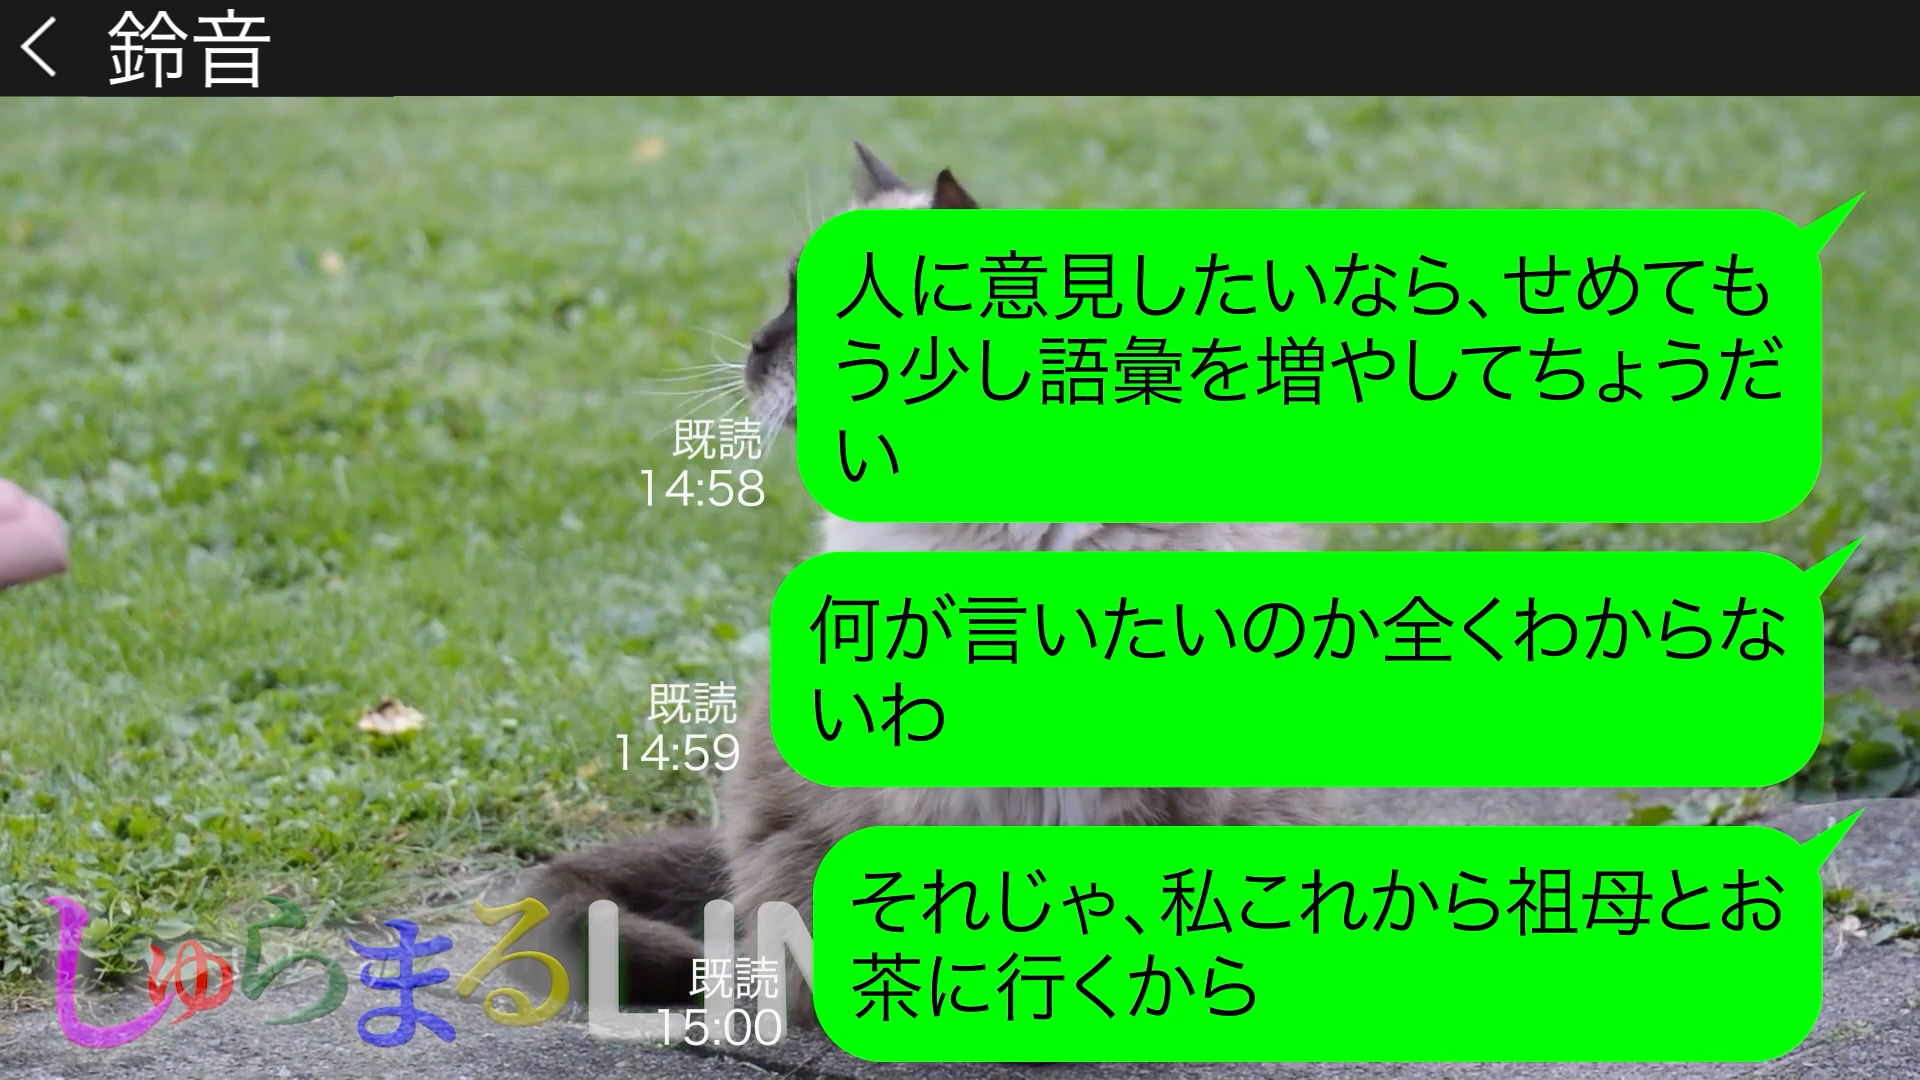 鈴音
人に意見したいなら、せめても
う少し語彙を増やしてちょうだ
い
既読
14:58
何が言いたいのか全くわからな
いわ
既読
14:59
それじゃ、私これから祖母とお
茶に行くから
既読
15:00
しゅらまる